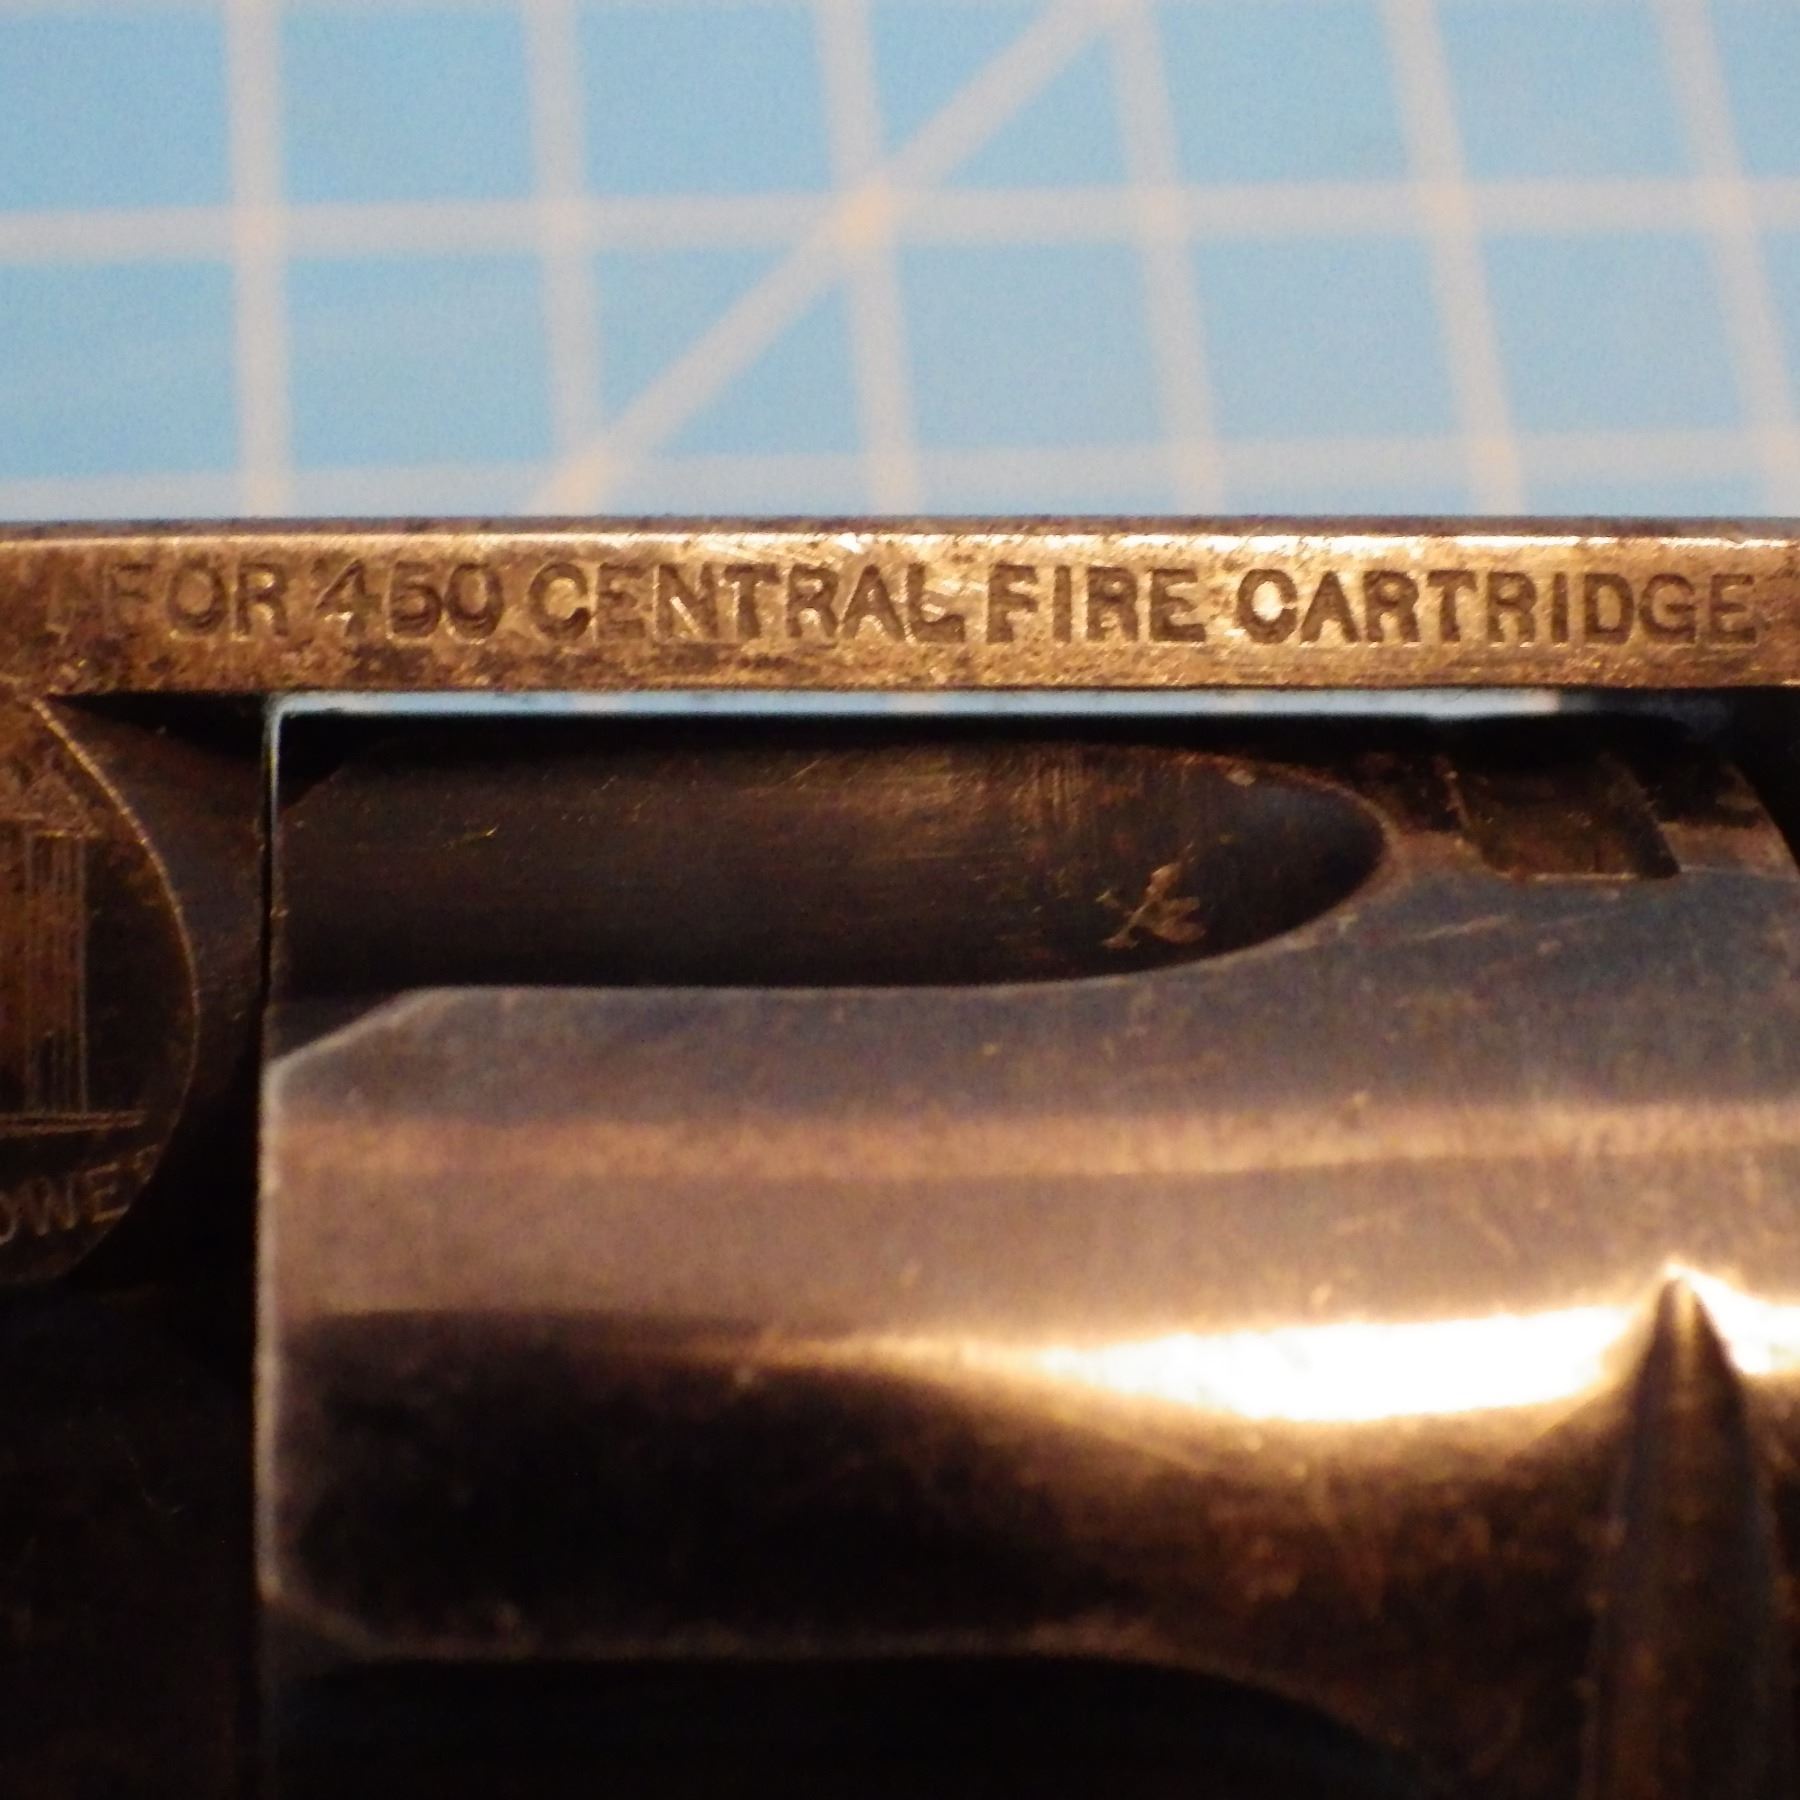 FOR 450 CENTRAL FIRE CARTRIDGE